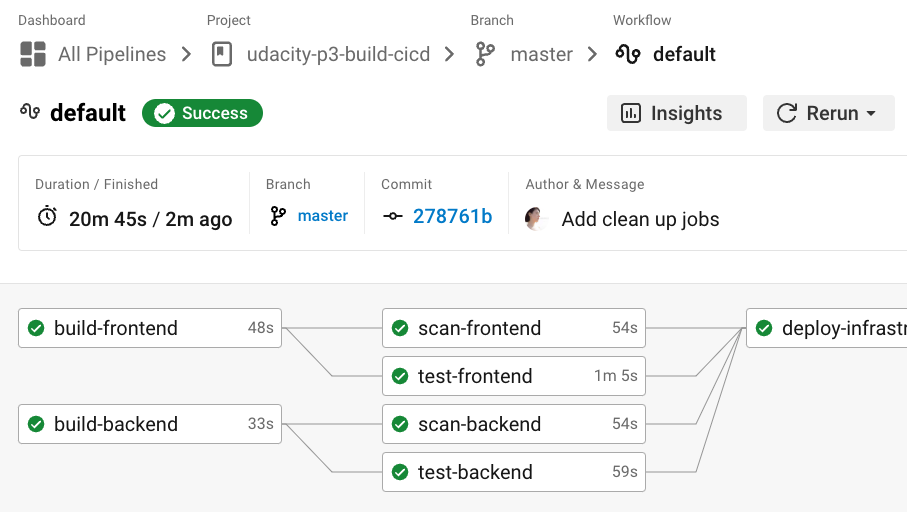 Dashboard Project Branch Workflow
All Pipelines udacity-p3-build-cicd master default
default Success Insights Rerun
Duration / Finished Branch Commit Author & Message
20m 45s / 2m ago master 278761b Add clean up jobs
build-frontend 48s scan-frontend 54s deploy-infrastr
test-frontend 1m 5s
build-backend 33s scan-backend 54s
test-backend 59s